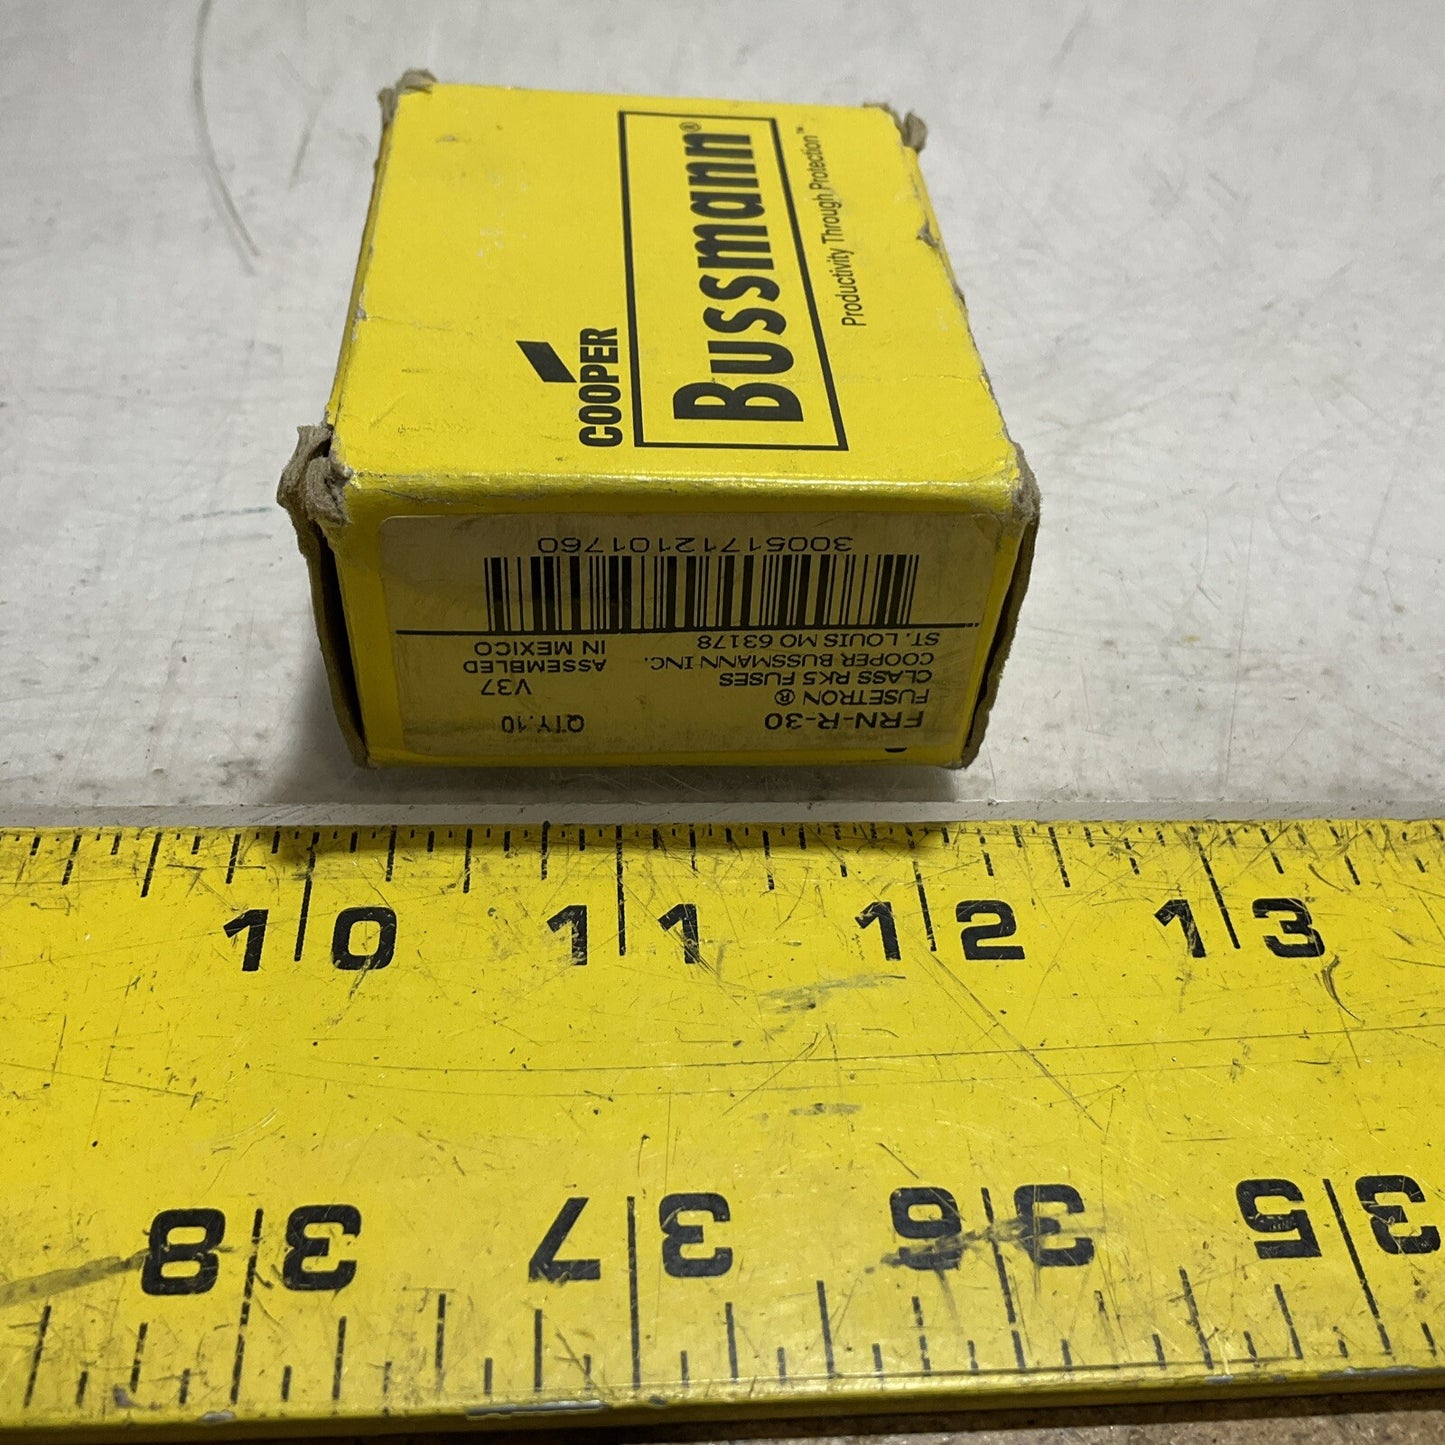 COOPER
Bussmann®
Productivity Through Protection™
FRN-R-30 QTY.10
FUSETRON ®
CLASS RK5 FUSES V37
COOPER BUSSMANN INC. ASSEMBLED
ST. LOUIS MO 63178 IN MEXICO
30051712101760
10 11 12 13
38 37 36 35